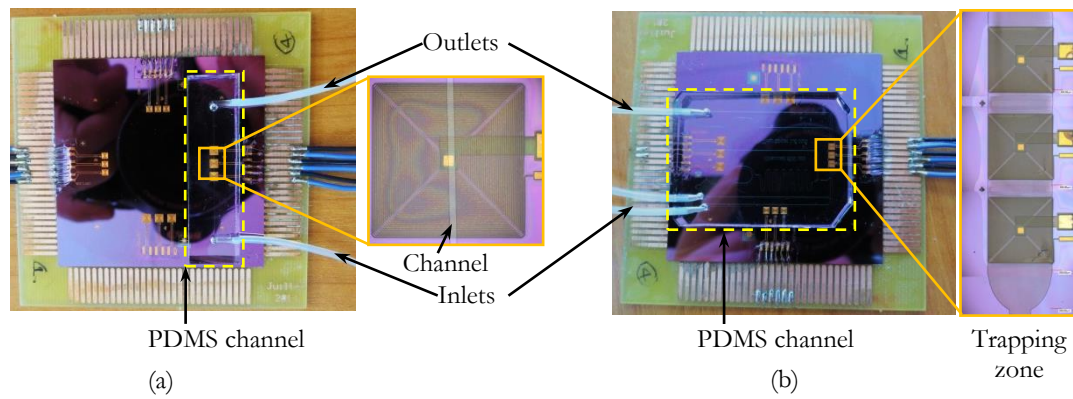 Outlets
Channel
Inlets
PDMS channel
(a)
PDMS channel
(b)
Trapping
zone